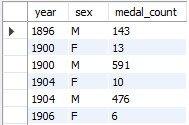 year sex medal_count
1896 M 143
1900 F 13
1900 M 591
1904 F 10
1904 M 476
1906 F 6